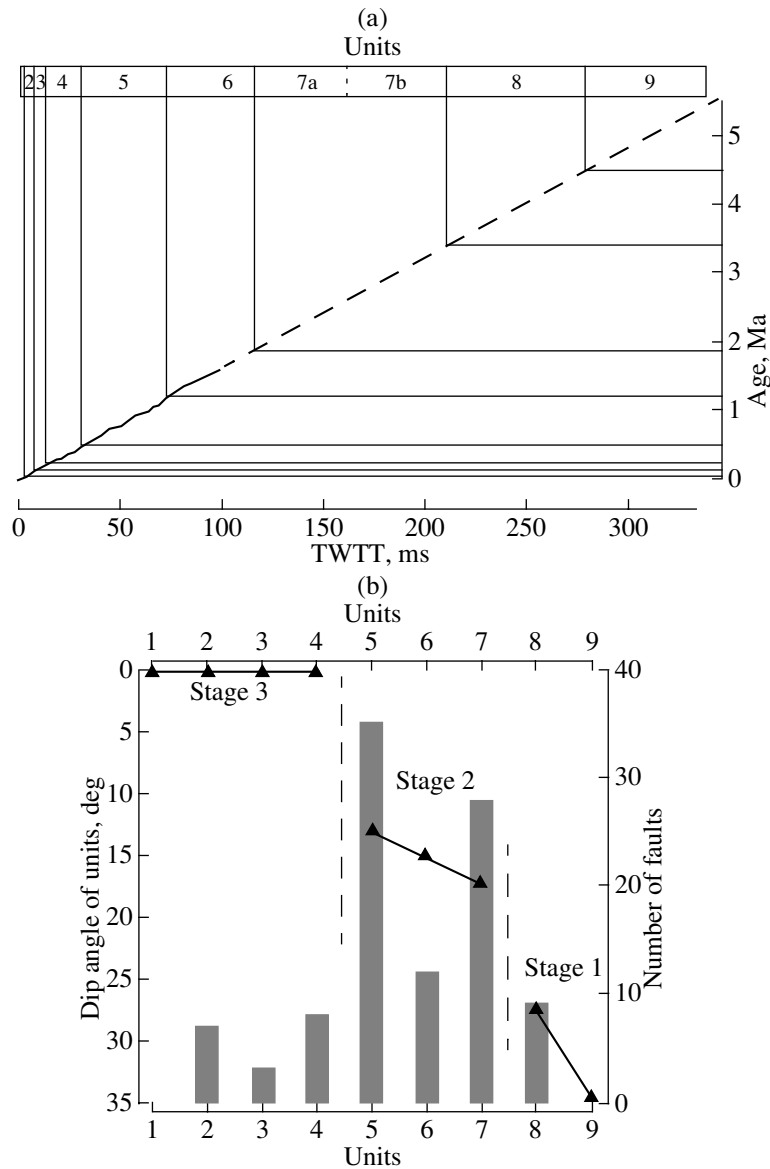 (a)
Units
2 3 4 5 6 7a 7b 8 9
5
4
3
2
1
0
Age, Ma
0 50 100 150 200 250 300
TWTT, ms
(b)
Units
1 2 3 4 5 6 7 8 9
0 5 10 15 20 25 30 35
Dip angle of units, deg
Stage 3
Stage 2
Stage 1
40 30 20 10 0
Number of faults
1 2 3 4 5 6 7 8 9
Units